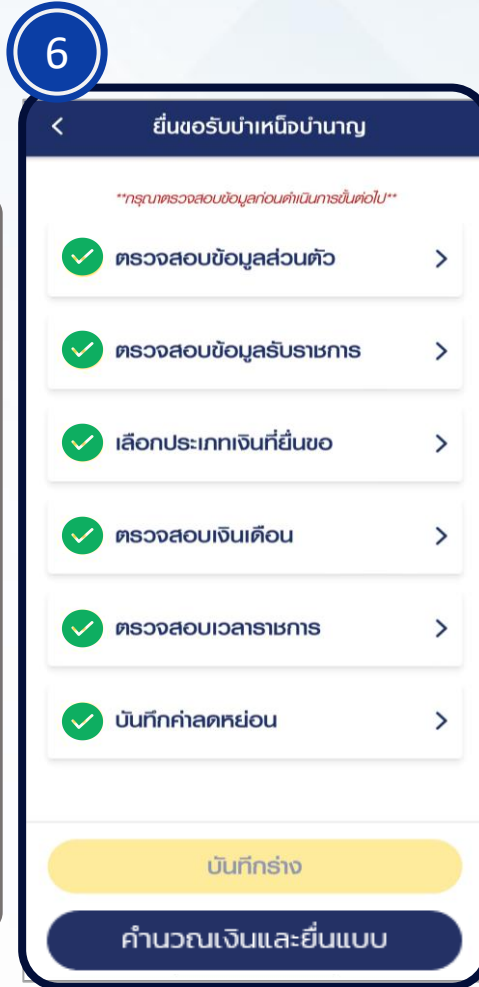 6
ยื่นขอรับบำเหน็จบำนาญ
**กรุณาตรวจสอบข้อมูลก่อนดำเนินการขั้นต่อไป**
ตรวจสอบข้อมูลส่วนตัว
ตรวจสอบข้อมูลรับราชการ
เลือกประเภทเงินที่ยื่นขอ
ตรวจสอบเงินเดือน
ตรวจสอบเวลาราชการ
บันทึกค่าลดหย่อน
บันทึกร่าง
คำนวณเงินและยื่นแบบ